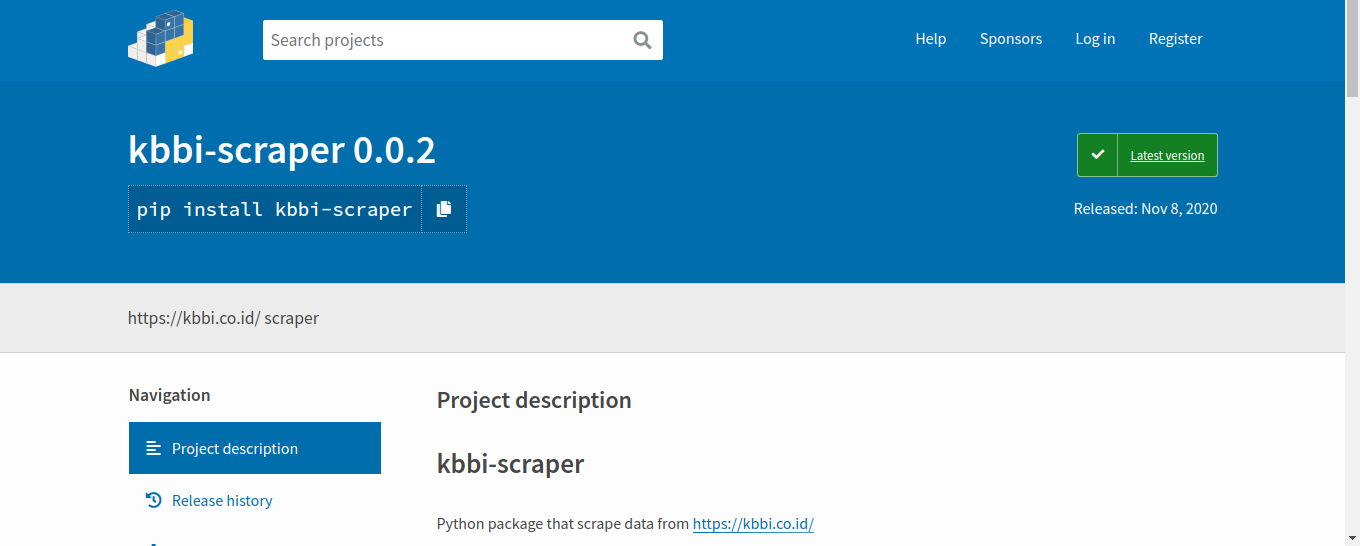 Search projects
Help
Sponsors
Log in
Register
kbbi-scraper 0.0.2
Latest version
pip install kbbi-scraper
Released: Nov 8, 2020
https://kbbi.co.id/ scraper
Navigation
Project description
Release history
Project description
kbbi-scraper
Python package that scrape data from https://kbbi.co.id/